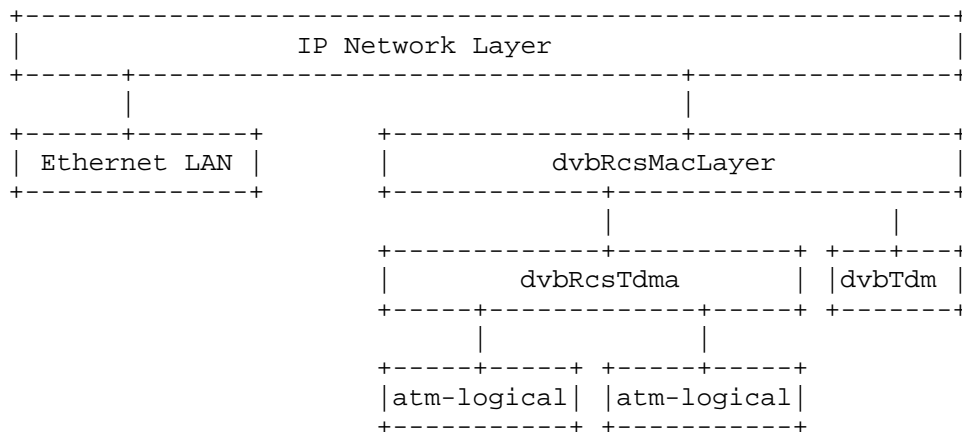 IP Network Layer
Ethernet LAN dvbRcsMacLayer
dvbRcsTdma dvbTdm
atm-logical atm-logical